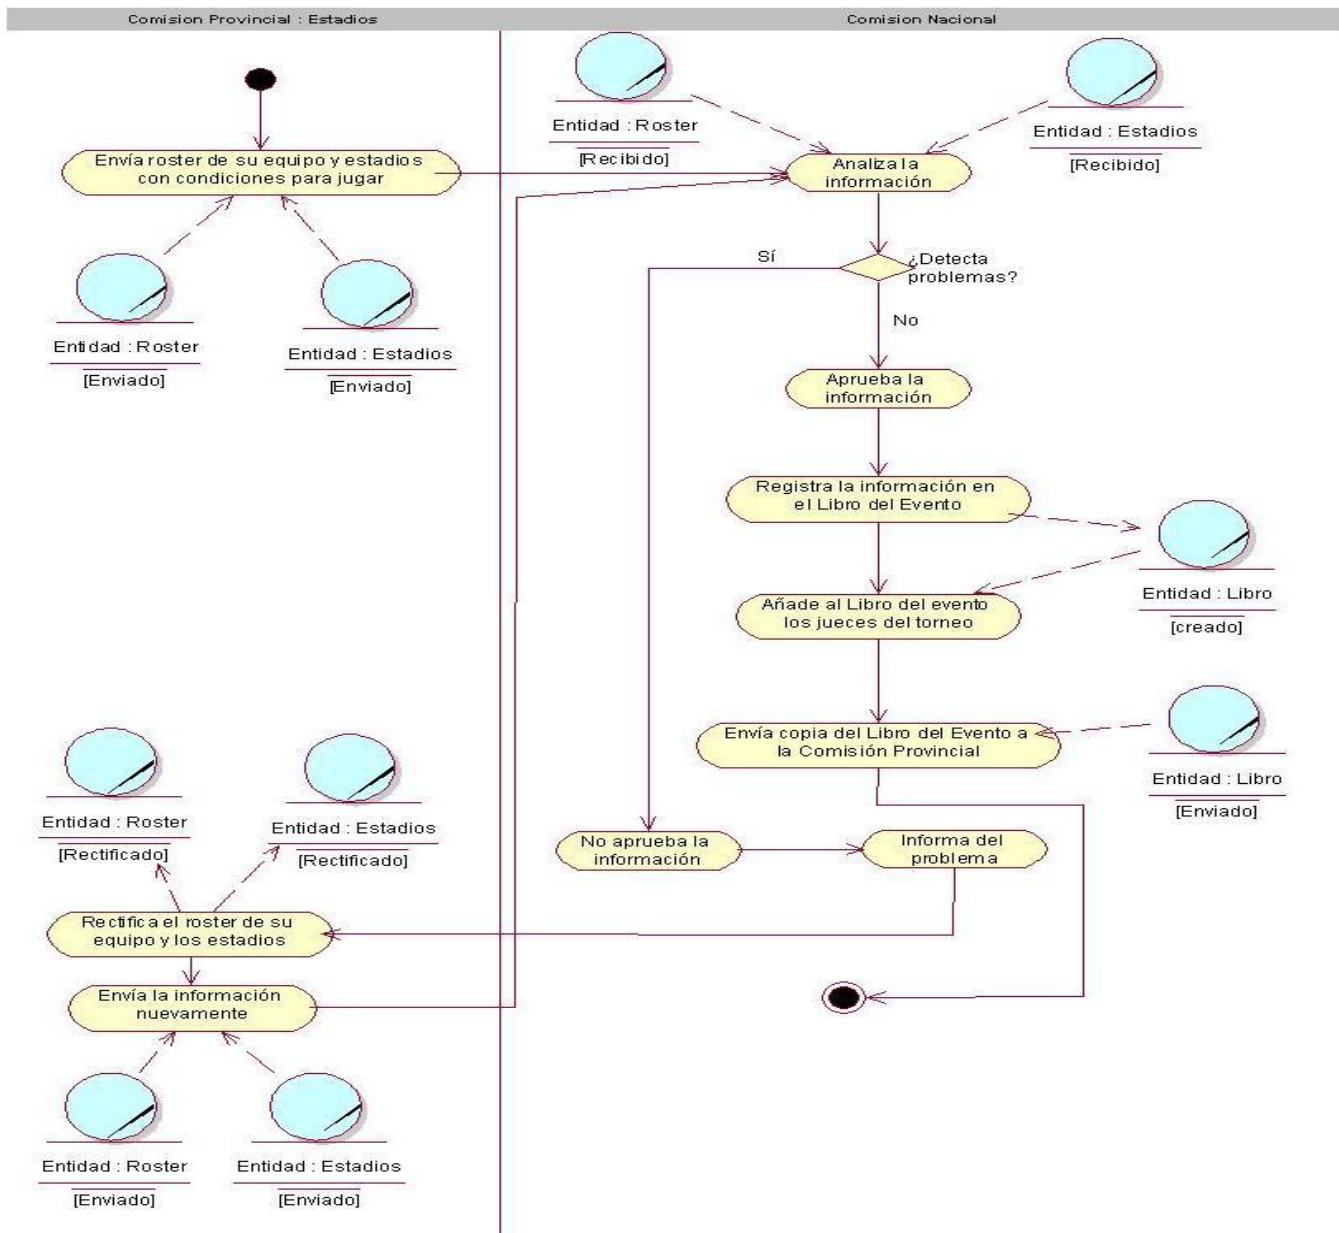 Comision Provincial : Estadios
Comision Nacional
Entidad : Roster
[Recibido]
Entidad : Estadios
[Recibido]
Envía roster de su equipo y estadios
con condiciones para jugar
Analiza la
información
Entidad : Roster
[Enviado]
Entidad : Estadios
[Enviado]
Sí
¿Detecta
problemas?
No
Aprueba la
información
Registra la información en
el Libro del Evento
Añade al Libro del evento
los jueces del torneo
Entidad : Libro
[creado]
Envía copia del Libro del Evento a
la Comisión Provincial
Entidad : Libro
[Enviado]
Entidad : Roster
[Rectificado]
Entidad : Estadios
[Rectificado]
No aprueba la
información
Informa del
problema
Rectifica el roster de su
equipo y los estadios
Envía la información
nuevamente
Entidad : Roster
[Enviado]
Entidad : Estadios
[Enviado]